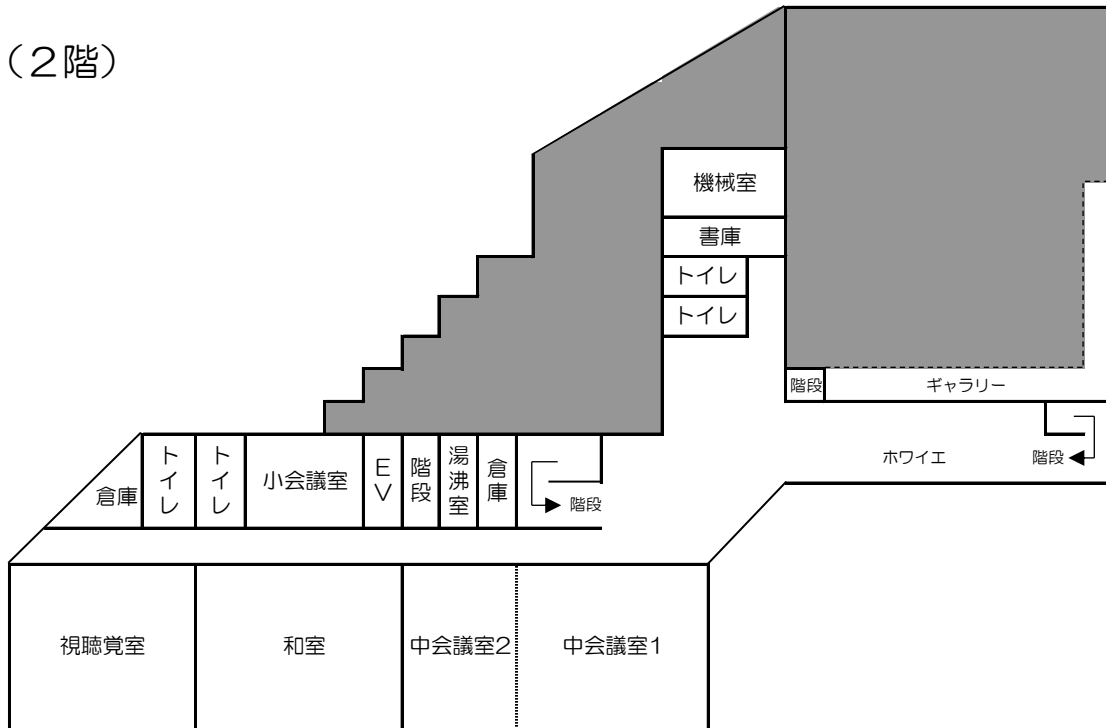 （２階）
機械室
書庫
トイレ
トイレ
階段
ギャラリー
ホワイエ
階段
倉庫
トイレ
トイレ
小会議室
EV
階段
湯沸室
倉庫
階段
視聴覚室
和室
中会議室2
中会議室1